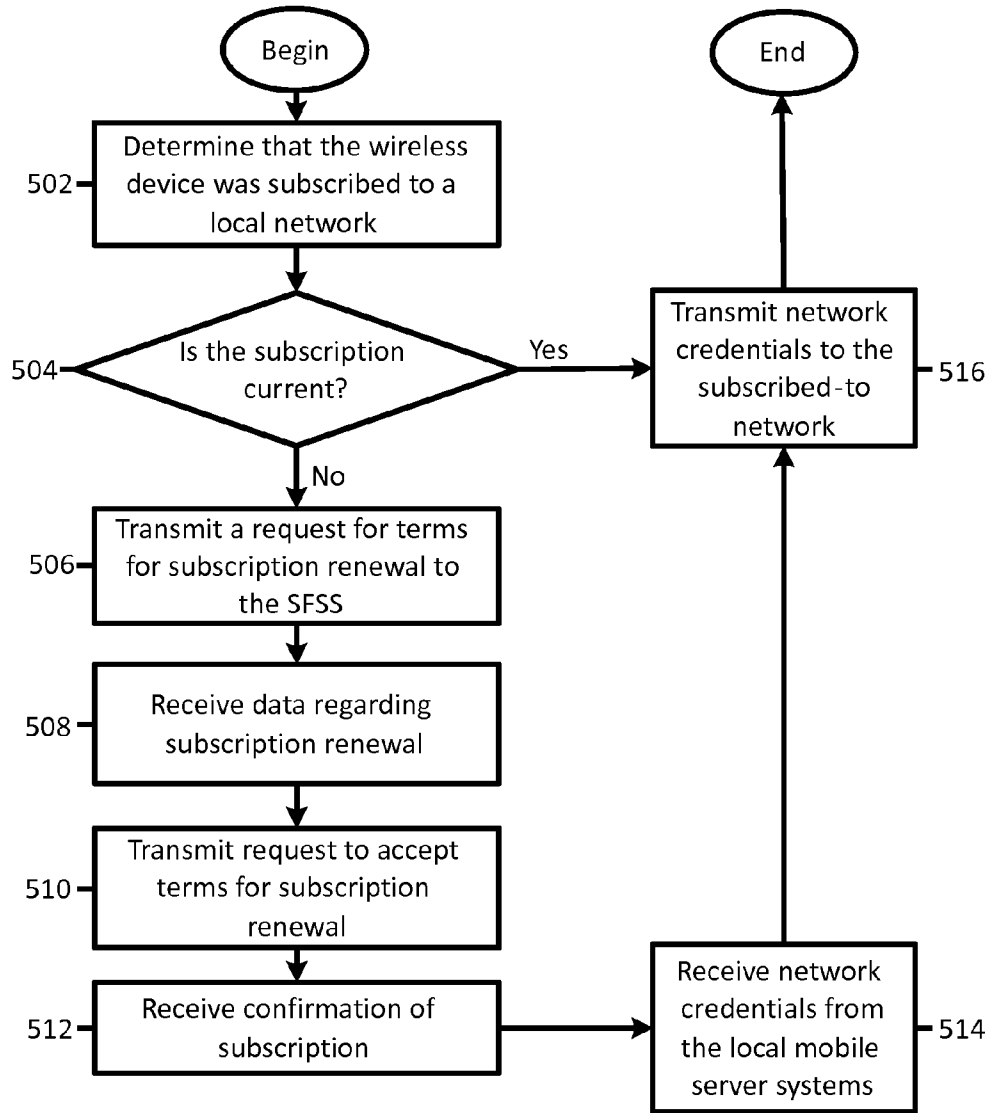 Begin
End
502
Determine that the wireless
device was subscribed to a
local network
504
Is the subscription
current?
Yes
Transmit network
credentials to the
subscribed-to
network
516
No
506
Transmit a request for terms
for subscription renewal to
the SFSS
508
Receive data regarding
subscription renewal
510
Transmit request to accept
terms for subscription
renewal
512
Receive confirmation of
subscription
Receive network
credentials from
the local mobile
server systems
514